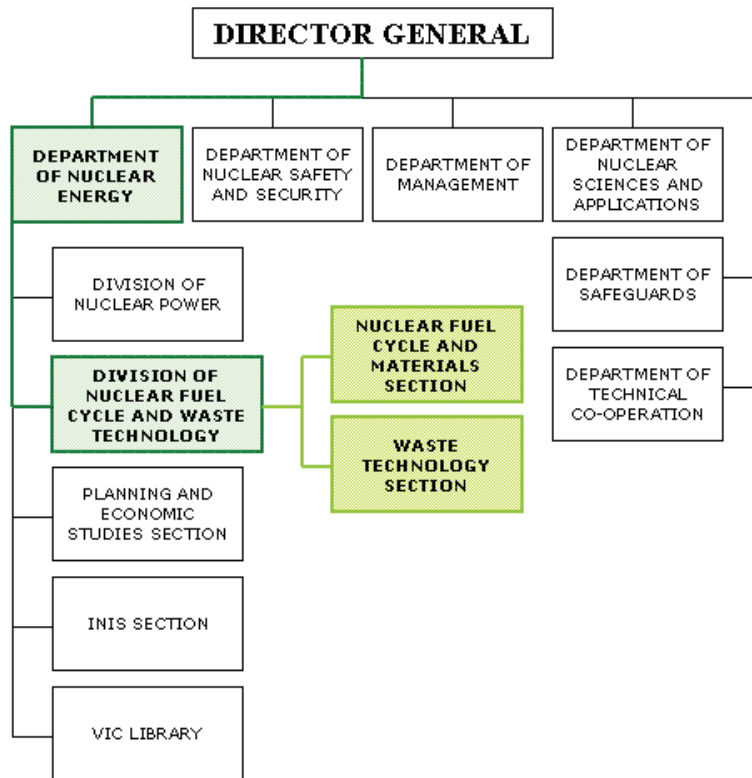 DIRECTOR GENERAL
DEPARTMENT
OF NUCLEAR
ENERGY
DEPARTMENT OF
NUCLEAR SAFETY
AND SECURITY
DEPARTMENT OF
MANAGEMENT
DEPARTMENT OF
NUCLEAR
SCIENCES AND
APPLICATIONS
DIVISION OF
NUCLEAR POWER
DIVISION OF
NUCLEAR FUEL
CYCLE AND WASTE
TECHNOLOGY
NUCLEAR FUEL
CYCLE AND
MATERIALS
SECTION
WASTE
TECHNOLOGY
SECTION
DEPARTMENT OF
SAFEGUARDS
DEPARTMENT OF
TECHNICAL
CO-OPERATION
PLANNING AND
ECONOMIC
STUDIES SECTION
INIS SECTION
VIC LIBRARY